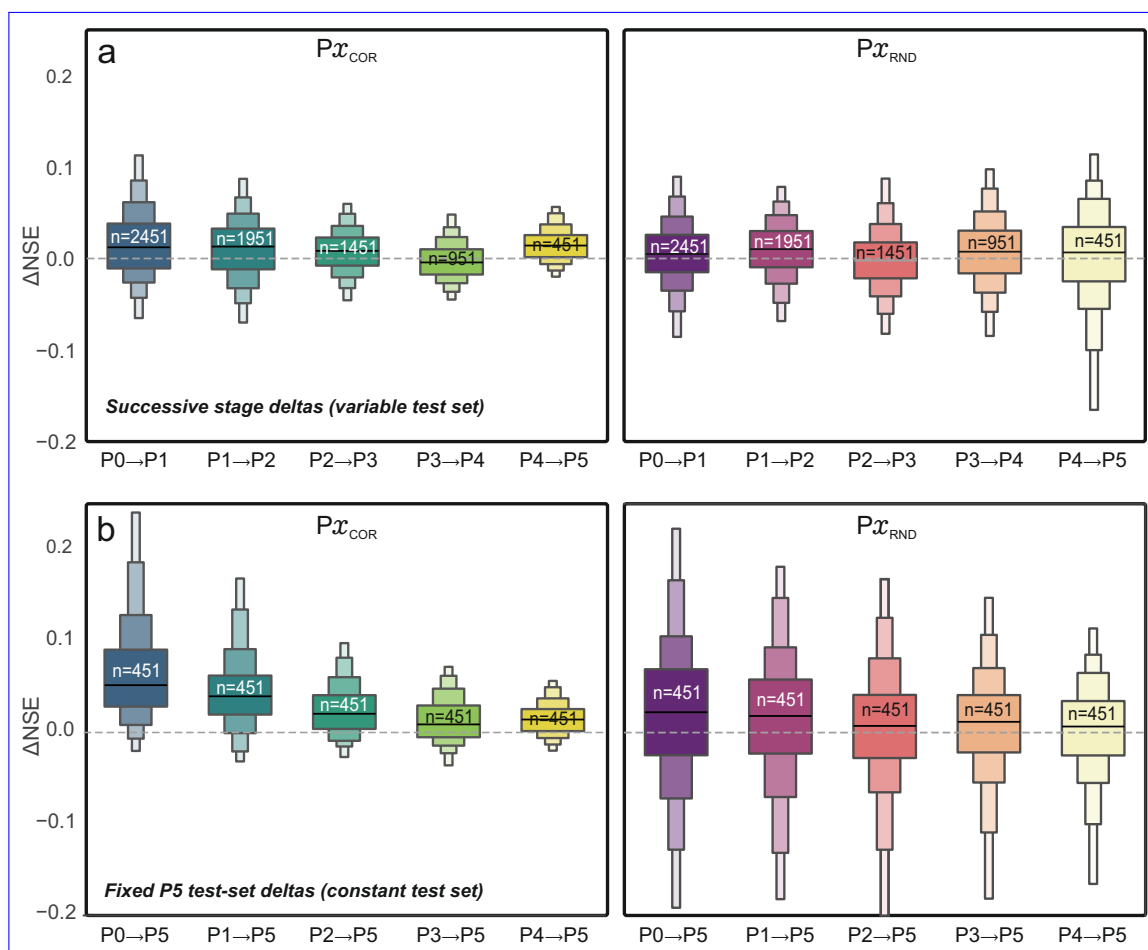 a
Px_COR
Px_RND
ΔNSE
0.2
0.1
0.0
−0.1
−0.2
n=2451
n=1951
n=1451
n=951
n=451
n=2451
n=1951
n=1451
n=951
n=451
Successive stage deltas (variable test set)
P0→P1 P1→P2 P2→P3 P3→P4 P4→P5
P0→P1 P1→P2 P2→P3 P3→P4 P4→P5
b
Px_COR
Px_RND
ΔNSE
0.2
0.1
0.0
−0.1
−0.2
n=451
n=451
n=451
n=451
n=451
n=451
n=451
n=451
n=451
n=451
Fixed P5 test-set deltas (constant test set)
P0→P5 P1→P5 P2→P5 P3→P5 P4→P5
P0→P5 P1→P5 P2→P5 P3→P5 P4→P5